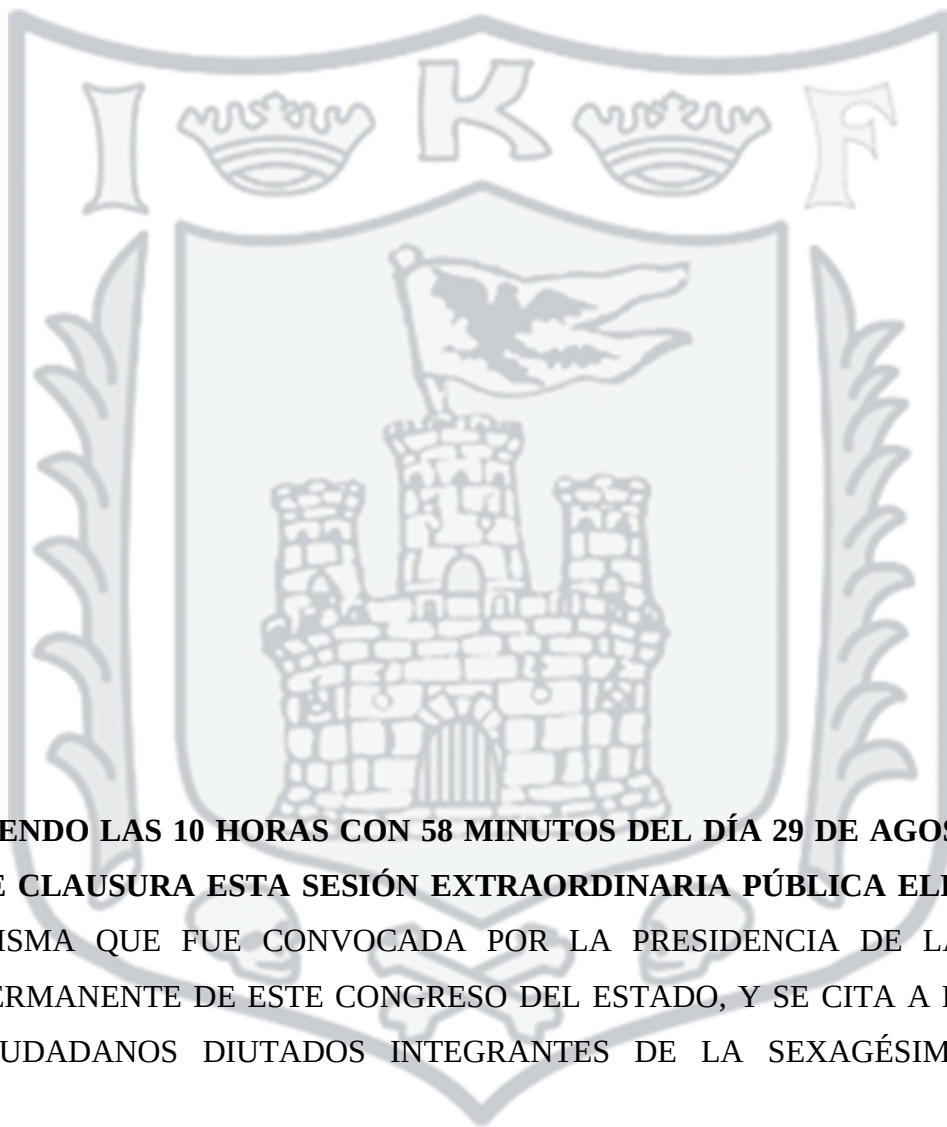 I K F
ENDO LAS 10 HORAS CON 58 MINUTOS DEL DÍA 29 DE AGOS
E CLAUSURA ESTA SESIÓN EXTRAORDINARIA PÚBLICA ELE
ISMA QUE FUE CONVOCADA POR LA PRESIDENCIA DE LA
ERMANENTE DE ESTE CONGRESO DEL ESTADO, Y SE CITA A
UDADANOS DIUTADOS INTEGRANTES DE LA SEXAGÉSIM